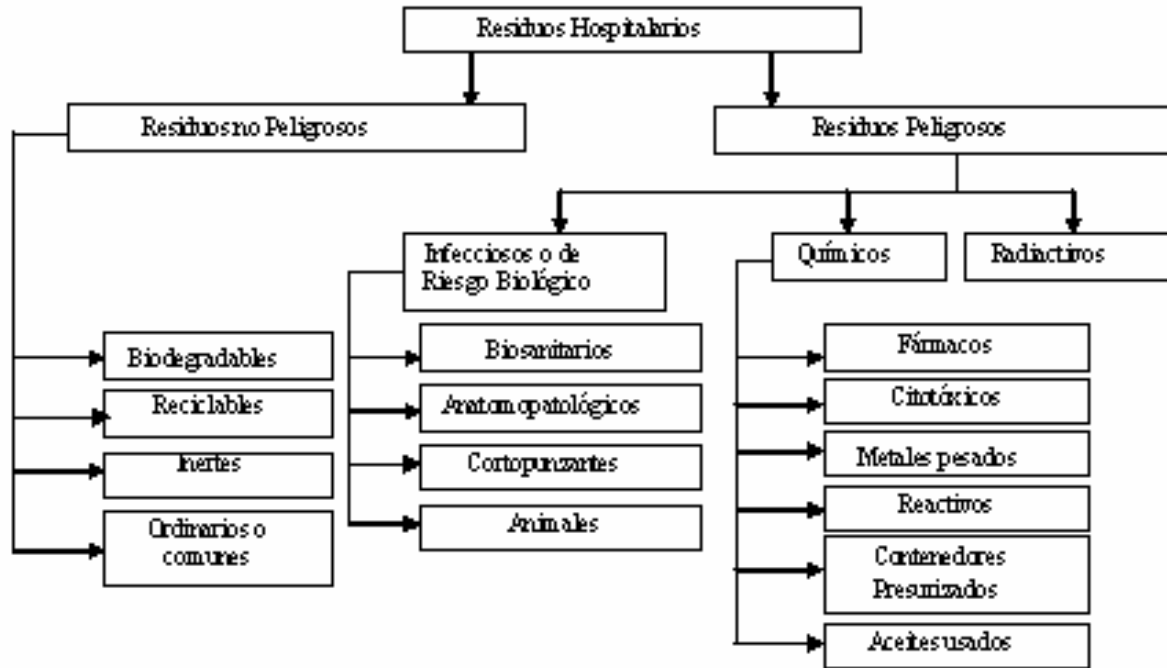 Residuos Hospitalarios
Residuos no Peligrosos
Residuos Peligrosos
Infecciosos o de
Riesgo Biológico
Químicos
Radiactivos
Biodegradables
Reciclables
Inertes
Ordinarios o
comunes
Biosanitarios
Anatomopatológicos
Cortopunzantes
Animales
Fármacos
Citotóxicos
Metales pesados
Reactivos
Contenedores
Presurizados
Aceites usados